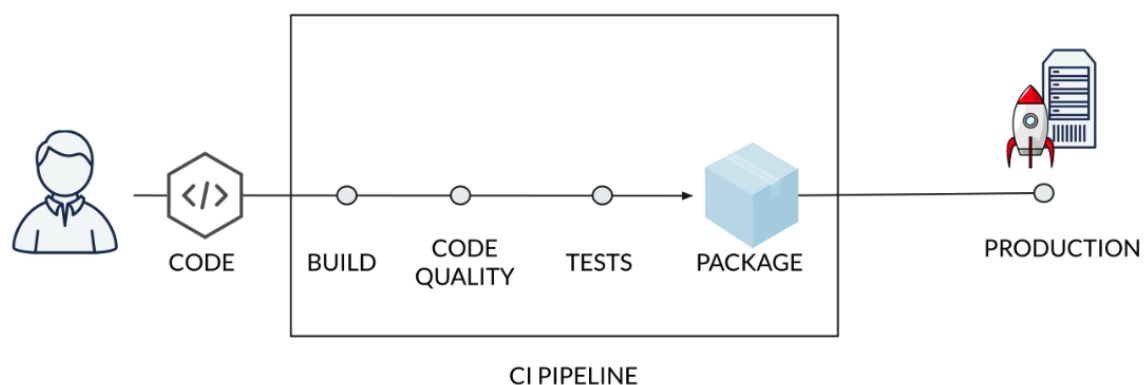 </>
CODE
BUILD
CODE
QUALITY
TESTS
PACKAGE
PRODUCTION
CI PIPELINE